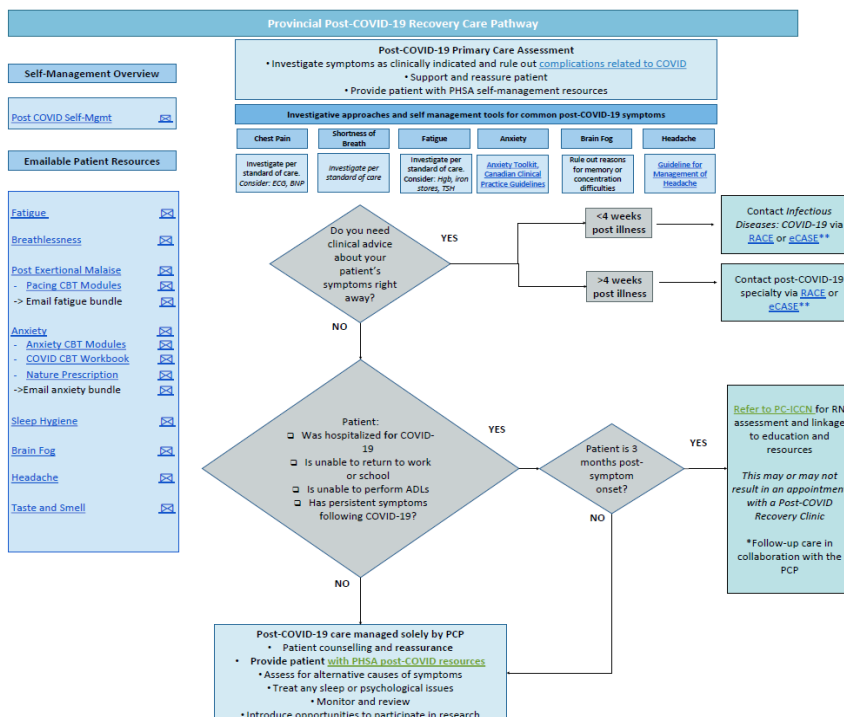 Provincial Post-COVID-19 Recovery Care Pathway
Post-COVID-19 Primary Care Assessment
• Investigate symptoms as clinically indicated and rule out complications related to COVID
• Support and reassure patient
• Provide patient with PHSA self-management resources
Self-Management Overview
Post COVID Self-Mgmt
Emailable Patient Resources
Fatigue
Breathlessness
Post Exertional Malaise
- Pacing CBT Modules
-> Email fatigue bundle
Anxiety
- Anxiety CBT Modules
- COVID CBT Workbook
- Nature Prescription
->Email anxiety bundle
Sleep Hygiene
Brain Fog
Headache
Taste and Smell
Investigative approaches and self management tools for common post-COVID-19 symptoms
Chest Pain
Investigate per
standard of care.
Consider: ECG, BNP
Shortness of
Breath
Investigate per
standard of care
Fatigue
Investigate per
standard of care.
Consider: Hgb, iron
stores, TSH
Anxiety
Anxiety Toolkit,
Canadian Clinical
Practice Guidelines
Brain Fog
Rule out reasons
for memory or
concentration
difficulties
Headache
Guideline for
Management of
Headache
Do you need
clinical advice
about your
patient's
symptoms right
away?
YES
<4 weeks
post illness
Contact Infectious
Diseases: COVID-19 via
RACE or eCASE**
>4 weeks
post illness
Contact post-COVID-19
specialty via RACE or
eCASE**
NO
Patient:
❑ Was hospitalized for COVID-
19
❑ Is unable to return to work
or school
❑ Is unable to perform ADLs
❑ Has persistent symptoms
following COVID-19?
YES
Patient is 3
months post-
symptom
onset?
YES
Refer to PC-ICCN for RN
assessment and linkage
to education and
resources
This may or may not
result in an appointment
with a Post-COVID
Recovery Clinic
*Follow-up care in
collaboration with the
PCP
NO
NO
Post-COVID-19 care managed solely by PCP
• Patient counselling and reassurance
• Provide patient with PHSA post-COVID resources
• Assess for alternative causes of symptoms
• Treat any sleep or psychological issues
• Monitor and review
• Introduce opportunities to participate in research